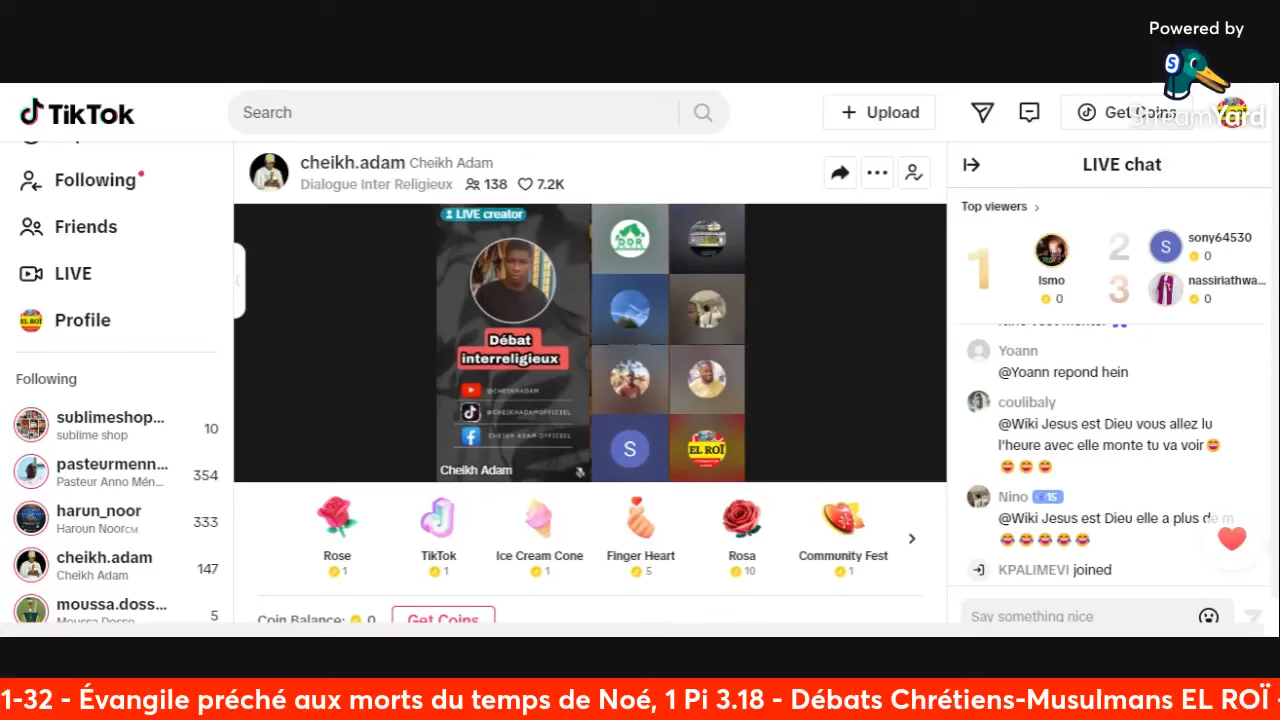 Powered by
StreamYard
TikTok
Search
Upload
Get Coins
Following
Friends
LIVE
Profile
Following
sublimeshop...
sublime shop
10
pasteurmenn...
Pasteur Anno Mén...
354
harun_noor
Haroun Noor
333
cheikh.adam
Cheikh Adam
147
moussa.doss...
Moussa Dosso
5
cheikh.adam Cheikh Adam
Dialogue Inter Religieux 138 7.2K
LIVE creator
Débat
interreligieux
@CHEIKHADAM
@CHEIKHADAMOFFICIEL
CHEIKH ADAM OFFICIEL
Cheikh Adam
DOR
S
EL ROÏ
Rose
1
TikTok
1
Ice Cream Cone
1
Finger Heart
5
Rosa
10
Community Fest
1
Coin Balance: 0 Get Coins
LIVE chat
Top viewers
1
Ismo
0
2
S
sony64530
0
3
nassiriathwa...
0
Yoann
@Yoann repond hein
coulibaly
@Wiki Jesus est Dieu vous allez lu
l'heure avec elle monte tu va voir😂
😂😂😂
Nino 15
@Wiki Jesus est Dieu elle a plus de m
😂😂😂😂😂
KPALIMEVI joined
Say something nice
1-32 - Évangile préché aux morts du temps de Noé, 1 Pi 3.18 - Débats Chrétiens-Musulmans EL ROÏ